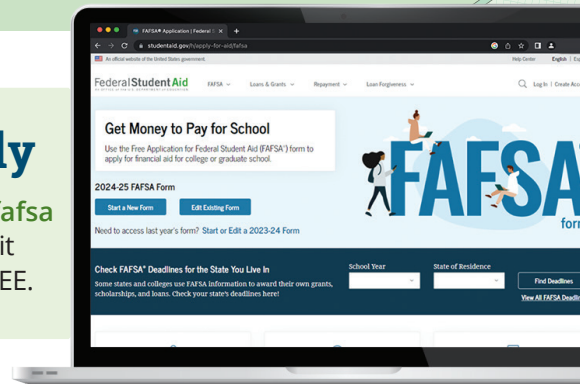 FAFSA® Application | Federal S
studentaid.gov/h/apply-for-aid/fafsa
An official website of the United States government.
Help Center English | Esp
Federal Student Aid
FAFSA
Loans & Grants
Repayment
Loan Forgiveness
Log In | Create Acco
Get Money to Pay for School
Use the Free Application for Federal Student Aid (FAFSA®) form to
apply for financial aid for college or graduate school.
2024-25 FAFSA Form
Start a New Form
Edit Existing Form
Need to access last year's form? Start or Edit a 2023-24 Form
FAFSA®
form
ly
fafsa
it
EE.
Check FAFSA® Deadlines for the State You Live In
Some states and colleges use FAFSA information to award their own grants,
scholarships, and loans. Check your state's deadlines here!
School Year
State of Residence
Find Deadlines
View All FAFSA Deadlin